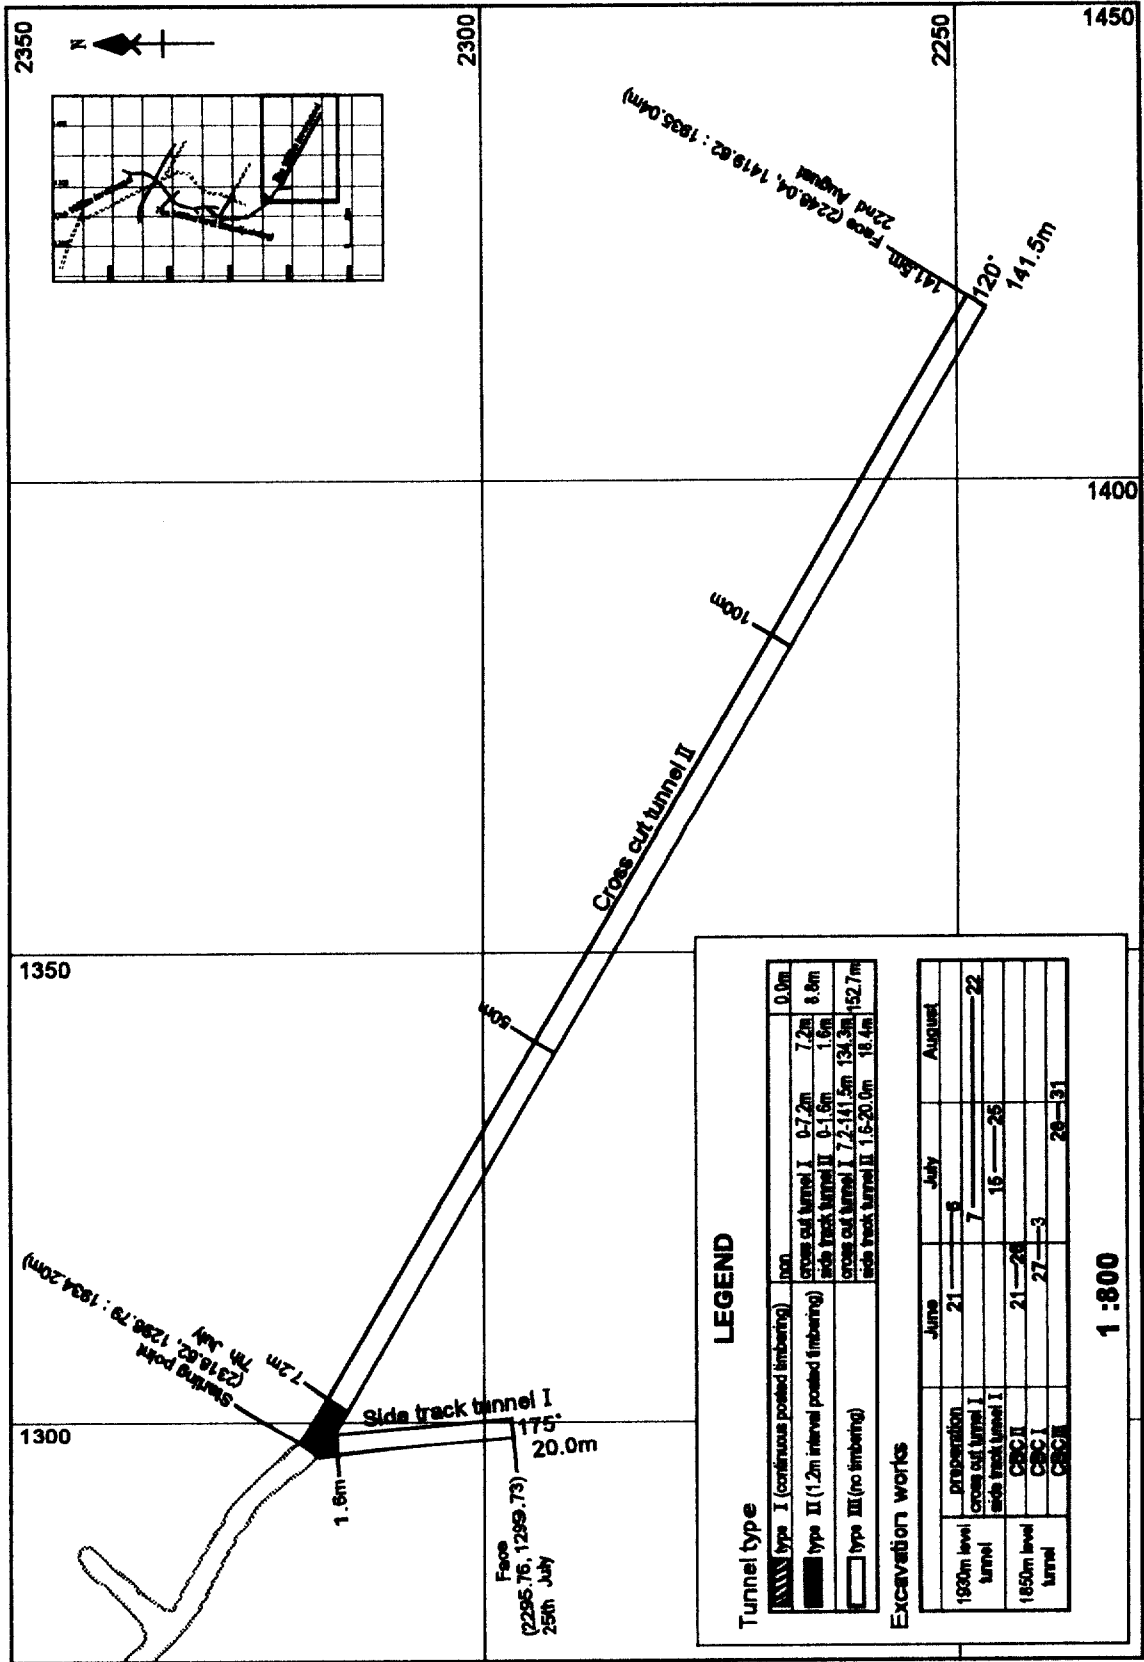 2350
2300
2250
1450
1400
1350
1300
N
Face (2248.04, 1419.62 : 1935.04m)
22nd August
141.5m
120°
141.5m
100m
Cross cut tunnel II
50m
Starting point
(2318.62, 1296.79 : 1934.20m)
7th July
7.2m
Side track tunnel I
175°
20.0m
1.6m
Face
(2295.76, 1299.73)
25th July
LEGEND
Tunnel type
type I (continuous posted timbering) non 0.0m
type II (1.2m interval posted timbering) cross cut tunnel I 0-7.2m 7.2m 8.8m
side track tunnel II 0-1.6m 1.6m
type III (no timbering) cross cut tunnel I 7.2-141.5m 134.3m 152.7m
side track tunnel II 1.6-20.0m 18.4m
Excavation works
June July August
1930m level tunnel preparation 21 6
cross cut tunnel I 7 22
side track tunnel I 15 25
1850m level tunnel CBC II 21 26
CBC I 27 3
CBC III 31
1 :800